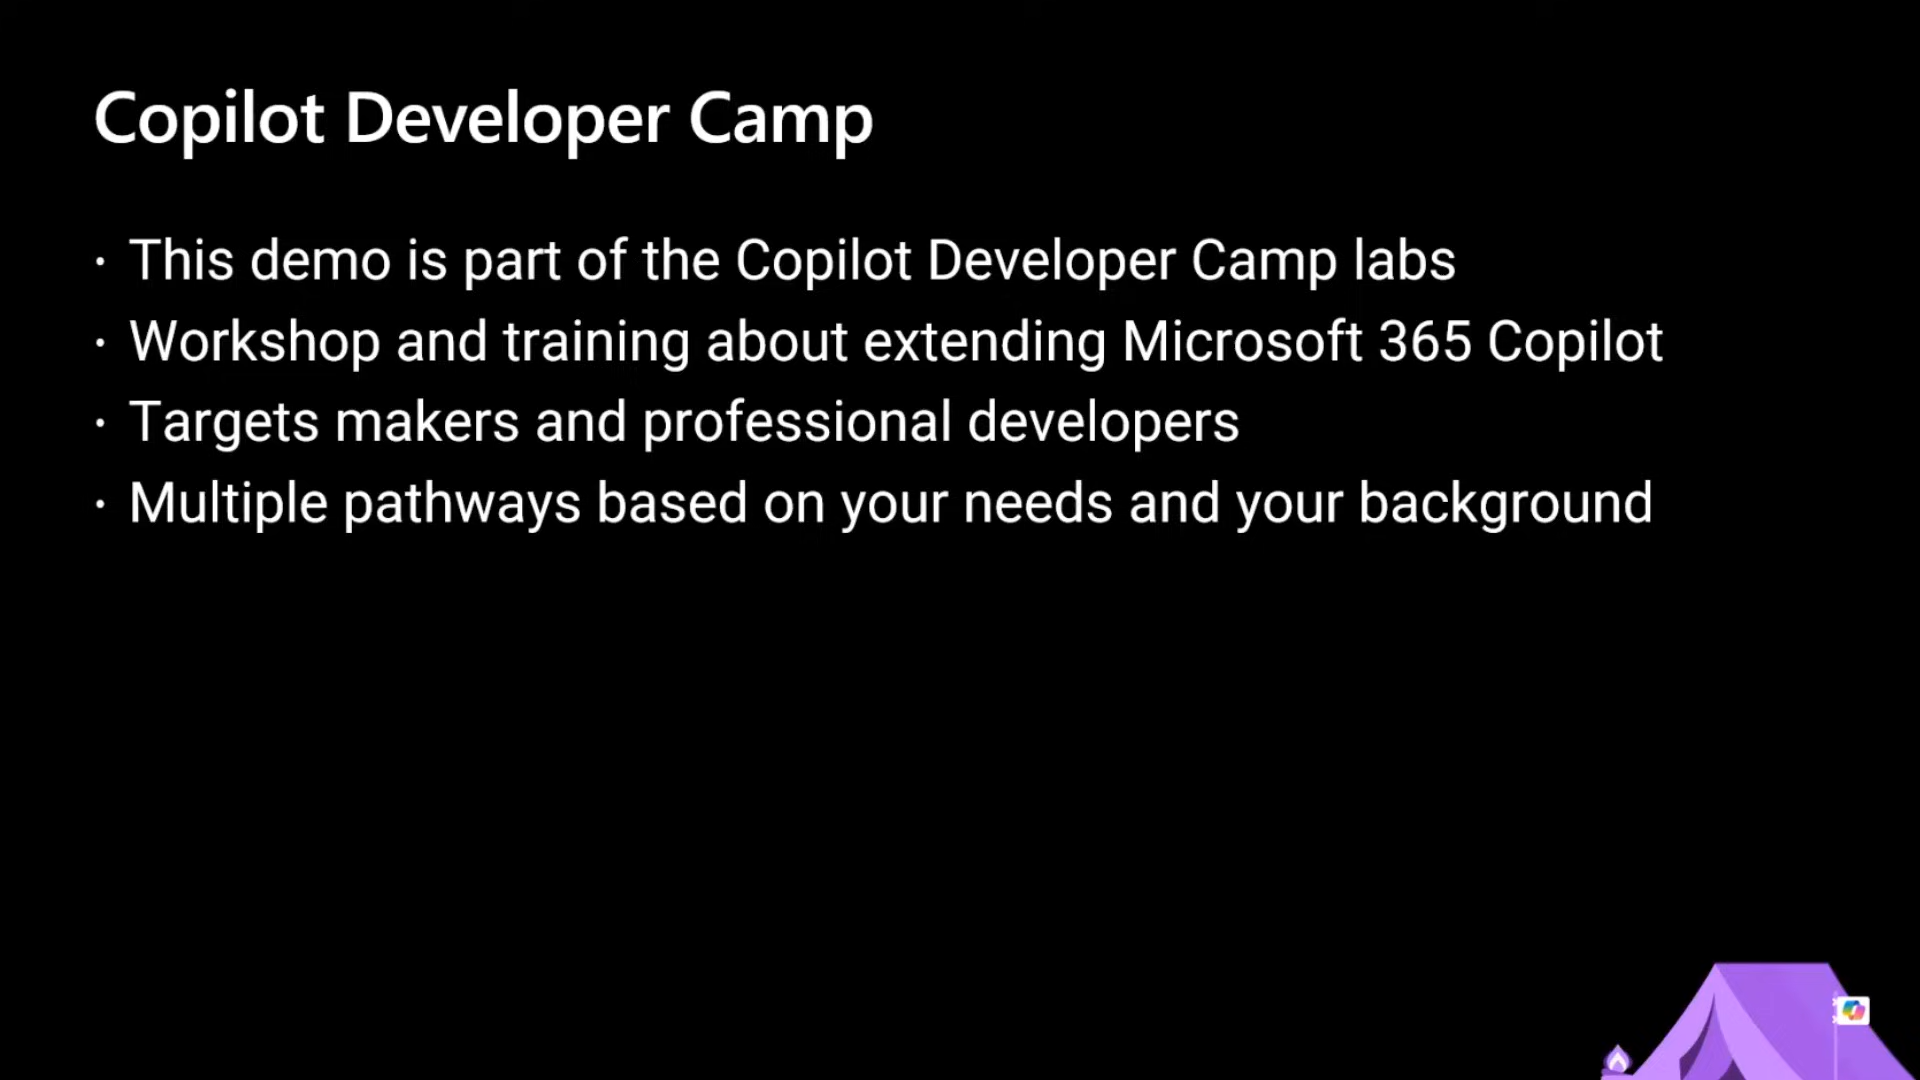 Copilot Developer Camp
· This demo is part of the Copilot Developer Camp labs
· Workshop and training about extending Microsoft 365 Copilot
· Targets makers and professional developers
· Multiple pathways based on your needs and your background